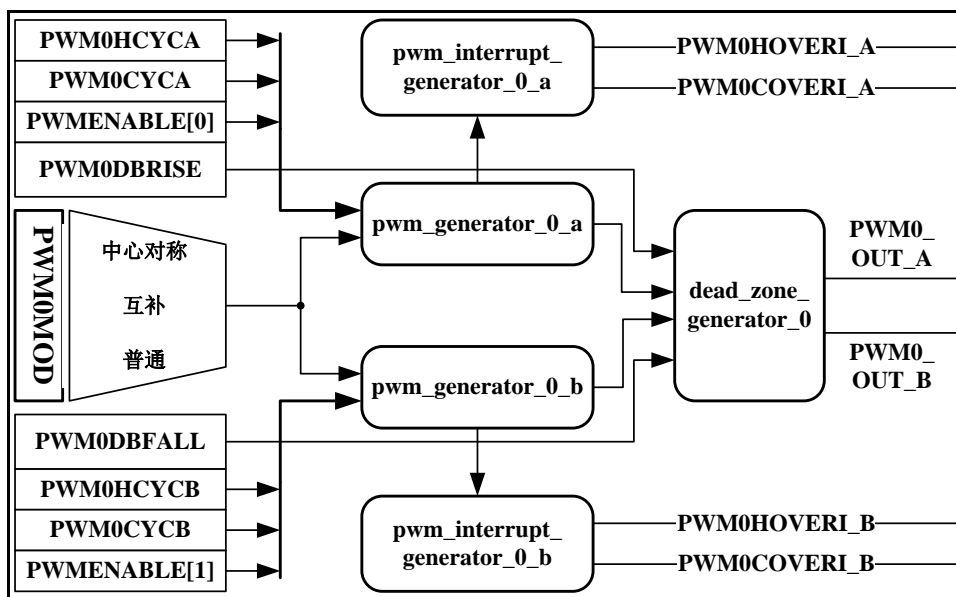 PWM0HCYCA
PWM0CYCA
PWMENABLE[0]
PWM0DBRISE
pwm_interrupt_
generator_0_a
PWM0HOVERI_A
PWM0COVERI_A
PWM0MOD
中心对称
互补
普通
pwm_generator_0_a
pwm_generator_0_b
dead_zone_
generator_0
PWM0_
OUT_A
PWM0_
OUT_B
PWM0DBFALL
PWM0HCYCB
PWM0CYCB
PWMENABLE[1]
pwm_interrupt_
generator_0_b
PWM0HOVERI_B
PWM0COVERI_B